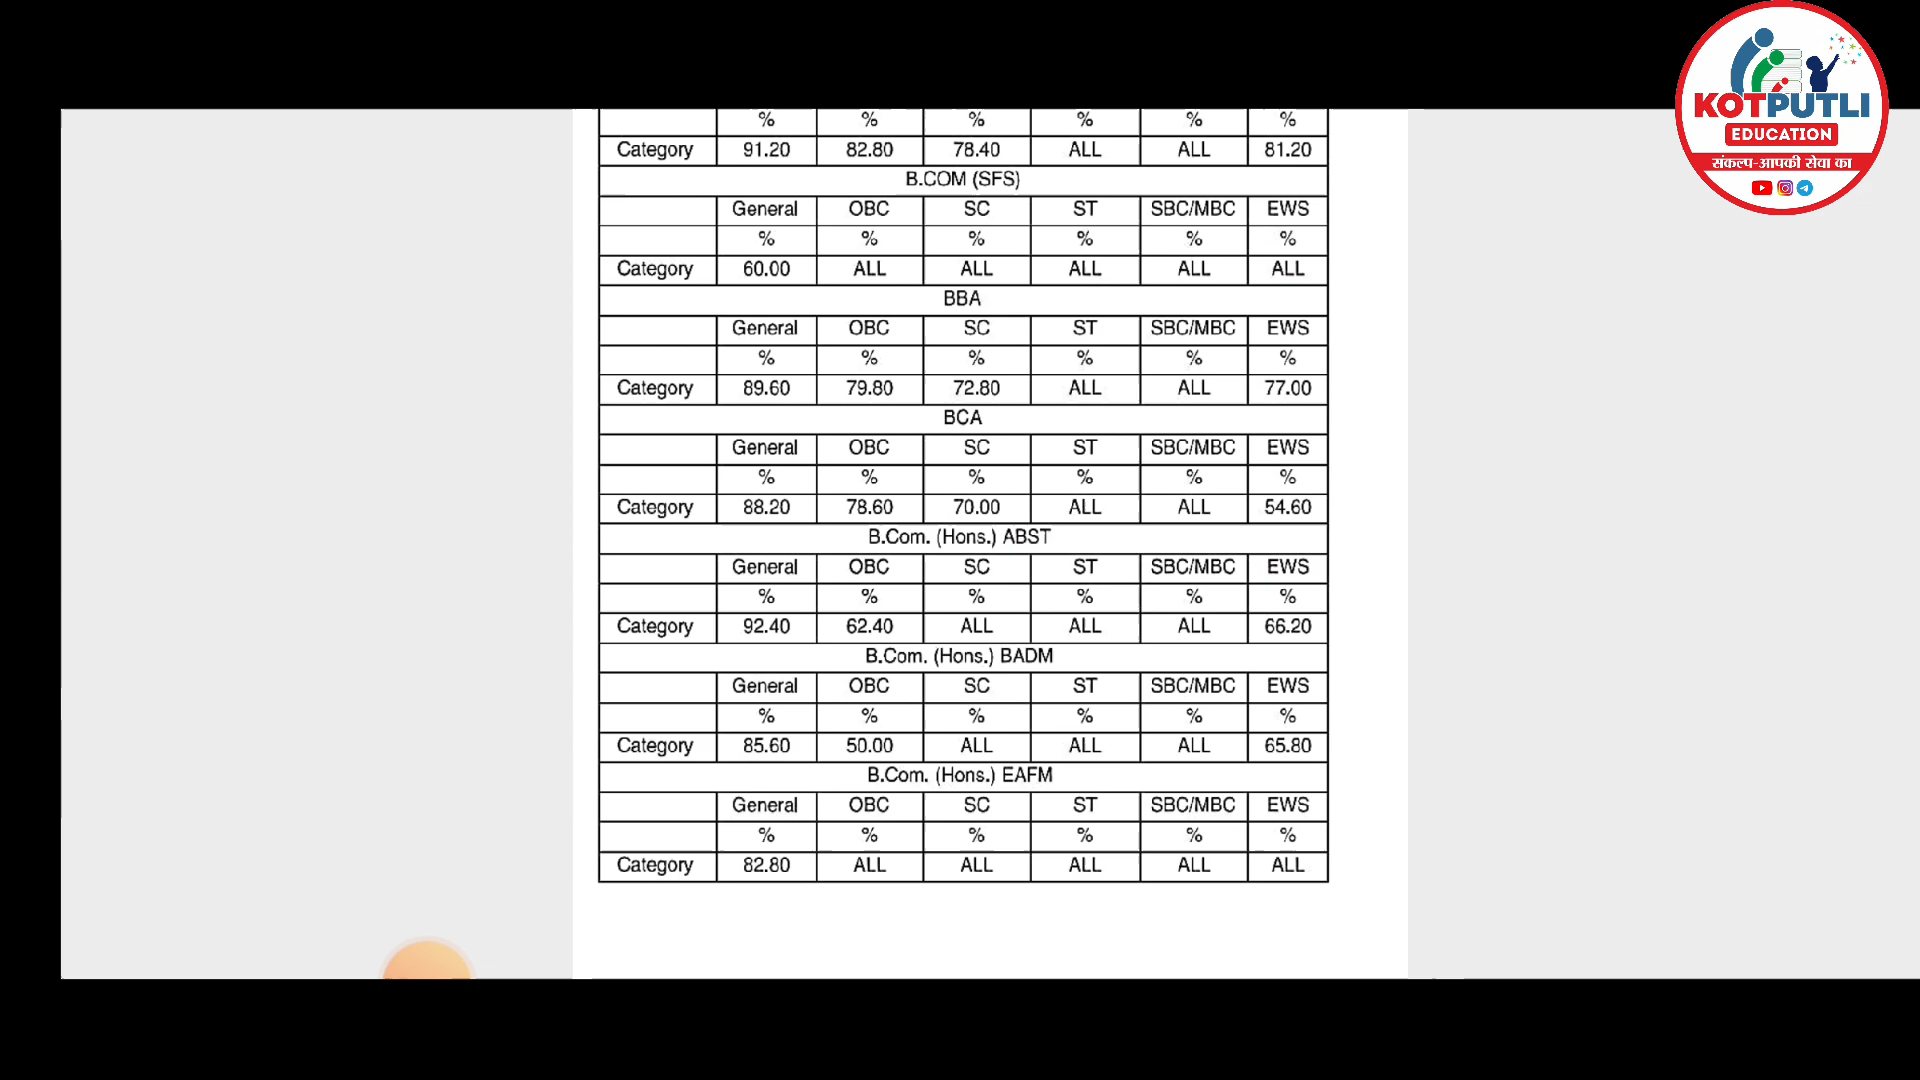 % % % % % %
Category 91.20 82.80 78.40 ALL ALL 81.20
B.COM (SFS)
General OBC SC ST SBC/MBC EWS
% % % % % %
Category 60.00 ALL ALL ALL ALL ALL
BBA
General OBC SC ST SBC/MBC EWS
% % % % % %
Category 89.60 79.80 72.80 ALL ALL 77.00
BCA
General OBC SC ST SBC/MBC EWS
% % % % % %
Category 88.20 78.60 70.00 ALL ALL 54.60
B.Com. (Hons.) ABST
General OBC SC ST SBC/MBC EWS
% % % % % %
Category 92.40 62.40 ALL ALL ALL 66.20
B.Com. (Hons.) BADM
General OBC SC ST SBC/MBC EWS
% % % % % %
Category 85.60 50.00 ALL ALL ALL 65.80
B.Com. (Hons.) EAFM
General OBC SC ST SBC/MBC EWS
% % % % % %
Category 82.80 ALL ALL ALL ALL ALL
KOTPUTLI
EDUCATION
संकल्प-आपकी सेवा का